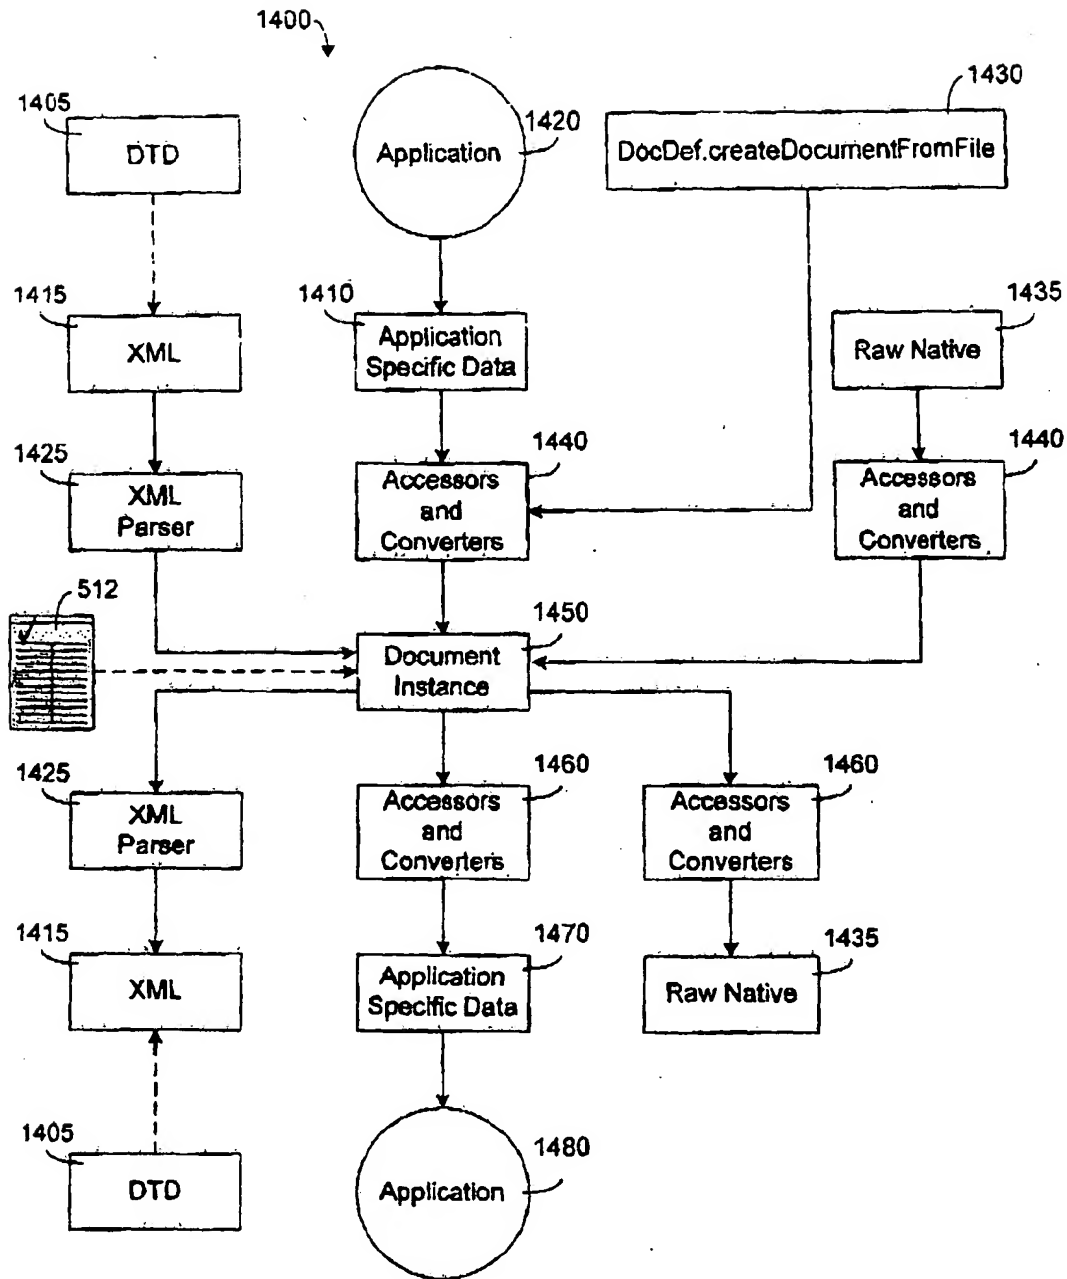 1400
1405
DTD
1420
Application
1430
DocDef.createDocumentFromFile
1415
XML
1410
Application
Specific Data
1435
Raw Native
1425
XML
Parser
1440
Accessors
and
Converters
1440
Accessors
and
Converters
512
1450
Document
Instance
1425
XML
Parser
1460
Accessors
and
Converters
1460
Accessors
and
Converters
1415
XML
1470
Application
Specific Data
1435
Raw Native
1405
DTD
1480
Application